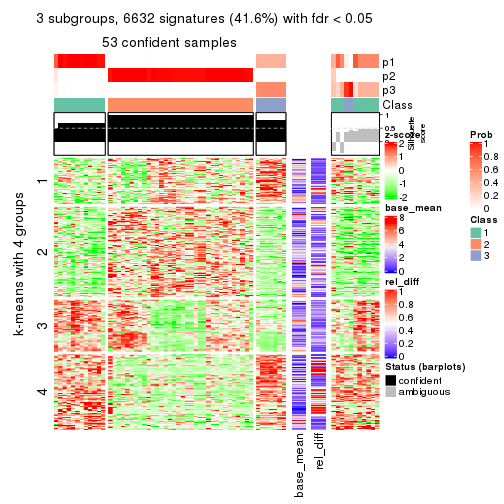 3 subgroups, 6632 signatures (41.6%) with fdr < 0.05
53 confident samples
p1
p2
p3
Class
1
0.5
0
Silhouette
score
k-means with 4 groups
1
2
3
4
base_mean
rel_diff
z-score
2
1
0
-1
-2
base_mean
8
6
4
2
0
rel_diff
1
0.8
0.6
0.4
0.2
0
Status (barplots)
confident
ambiguous
Prob
1
0.8
0.6
0.4
0.2
0
Class
1
2
3